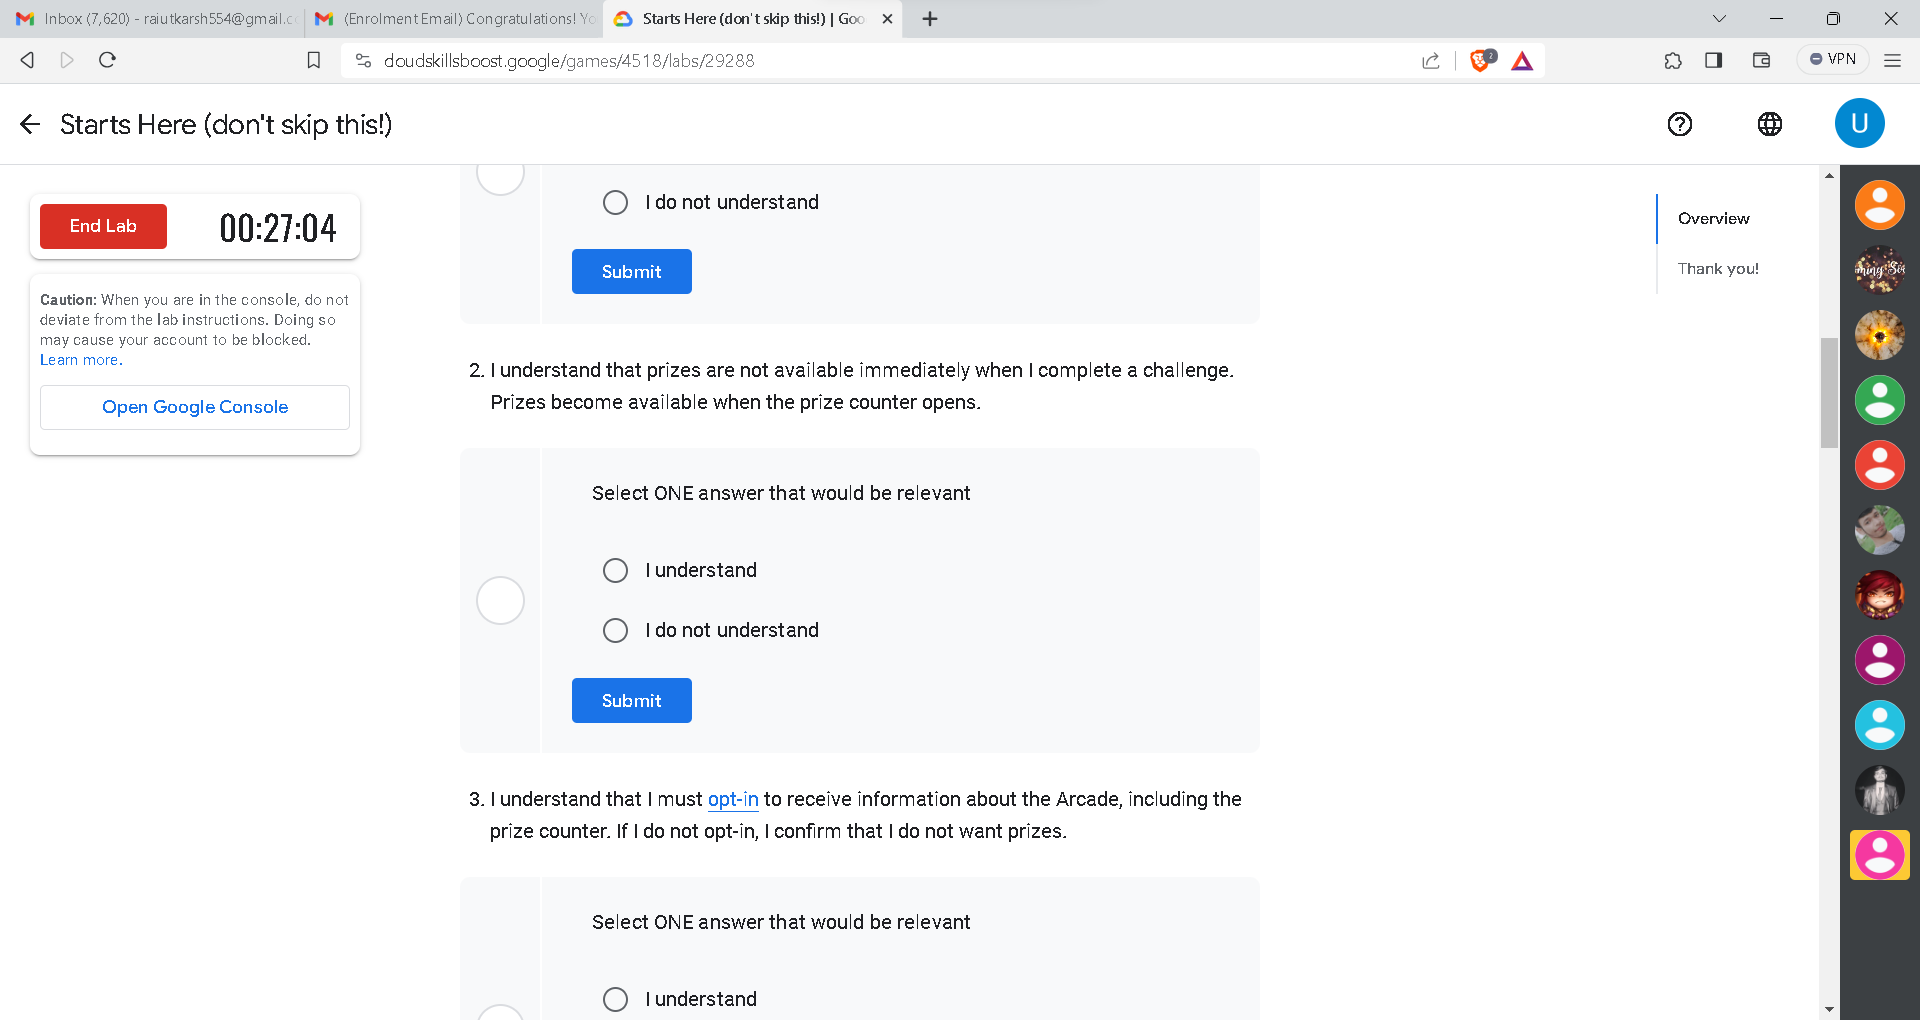 Inbox (7,620) - raiutkarsh554@gmail.c
(Enrolment Email) Congratulations! Yo
Starts Here (don't skip this!) | Goo
cloudskillsboost.google/games/4518/labs/29288
2
VPN
Starts Here (don't skip this!)
U
End Lab
00:27:04
Caution: When you are in the console, do not
deviate from the lab instructions. Doing so
may cause your account to be blocked.
Learn more.
Open Google Console
I do not understand
Submit
2. I understand that prizes are not available immediately when I complete a challenge.
Prizes become available when the prize counter opens.
Select ONE answer that would be relevant
I understand
I do not understand
Submit
3. I understand that I must opt-in to receive information about the Arcade, including the
prize counter. If I do not opt-in, I confirm that I do not want prizes.
Select ONE answer that would be relevant
I understand
Overview
Thank you!